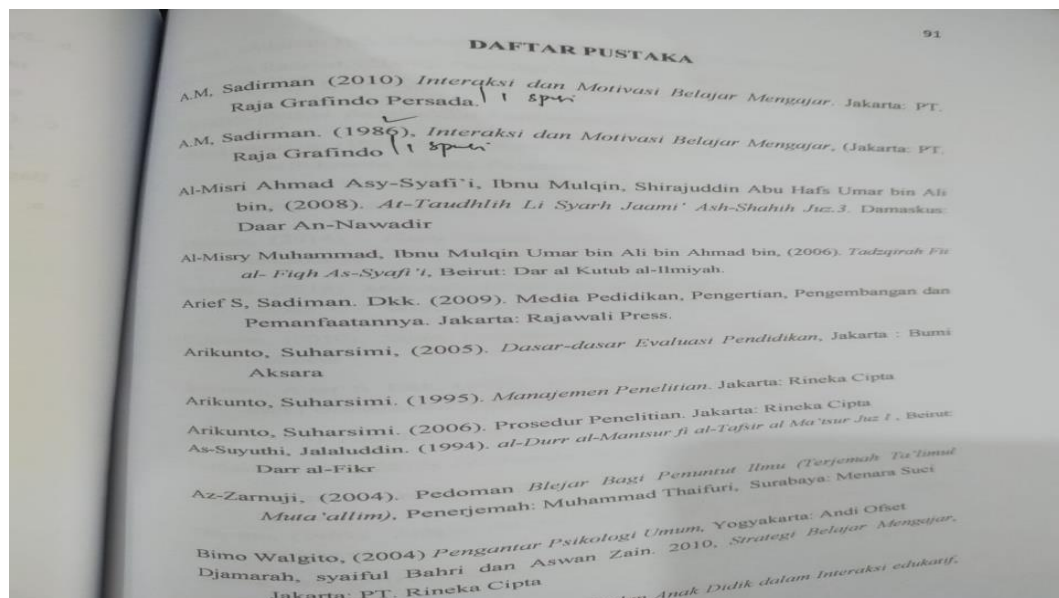 91
DAFTAR PUSTAKA
A.M, Sadirman (2010) Interaksi dan Motivasi Belajar Mengajar. Jakarta: PT.
Raja Grafindo Persada. 1 spasi
A.M, Sadirman. (1986), Interaksi dan Motivasi Belajar Mengajar, (Jakarta: PT.
Raja Grafindo 1 spasi
Al-Misri Ahmad Asy-Syafi`i, Ibnu Mulqin, Shirajuddin Abu Hafs Umar bin Ali
bin, (2008). At-Taudhlih Li Syarh Jaami' Ash-Shahih Juz.3. Damaskus:
Daar An-Nawadir
Al-Misry Muhammad, Ibnu Mulqin Umar bin Ali bin Ahmad bin, (2006). Tadzqirah Fii
al- Fiqh As-Syafi'i, Beirut: Dar al Kutub al-Ilmiyah.
Arief S, Sadiman. Dkk. (2009). Media Pedidikan, Pengertian, Pengembangan dan
Pemanfaatannya. Jakarta: Rajawali Press.
Arikunto, Suharsimi, (2005). Dasar-dasar Evaluasi Pendidikan, Jakarta : Bumi
Aksara
Arikunto, Suharsimi. (1995). Manajemen Penelitian. Jakarta: Rineka Cipta
Arikunto, Suharsimi. (2006). Prosedur Penelitian. Jakarta: Rineka Cipta
As-Suyuthi, Jalaluddin. (1994). al-Durr al-Mantsur fi al-Tafsir al Ma'tsur Juz 1 , Beirut:
Darr al-Fikr
Az-Zarnuji, (2004). Pedoman Blejar Bagi Penuntut Ilmu (Terjemah Ta'limul
Muta'allim), Penerjemah: Muhammad Thaifuri, Surabaya: Menara Suci
Bimo Walgito, (2004) Pengantar Psikologi Umum, Yogyakarta: Andi Ofset
Djamarah, syaiful Bahri dan Aswan Zain. 2010, Strategi Belajar Mengajar,
Jakarta: PT. Rineka Cipta
Anak Didik dalam Interaksi edukatif,